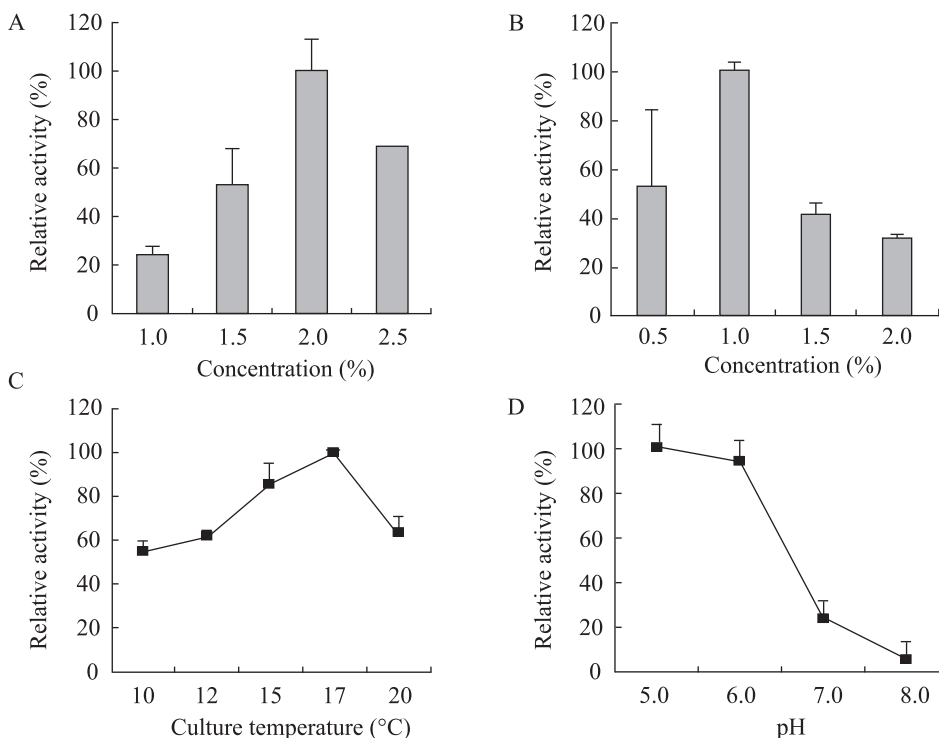 A
Relative activity (%)
120
100
80
60
40
20
0
1.0 1.5 2.0 2.5
Concentration (%)
B
Relative activity (%)
120
100
80
60
40
20
0
0.5 1.0 1.5 2.0
Concentration (%)
C
Relative activity (%)
120
100
80
60
40
20
0
10 12 15 17 20
Culture temperature (°C)
D
Relative activity (%)
120
100
80
60
40
20
0
5.0 6.0 7.0 8.0
pH